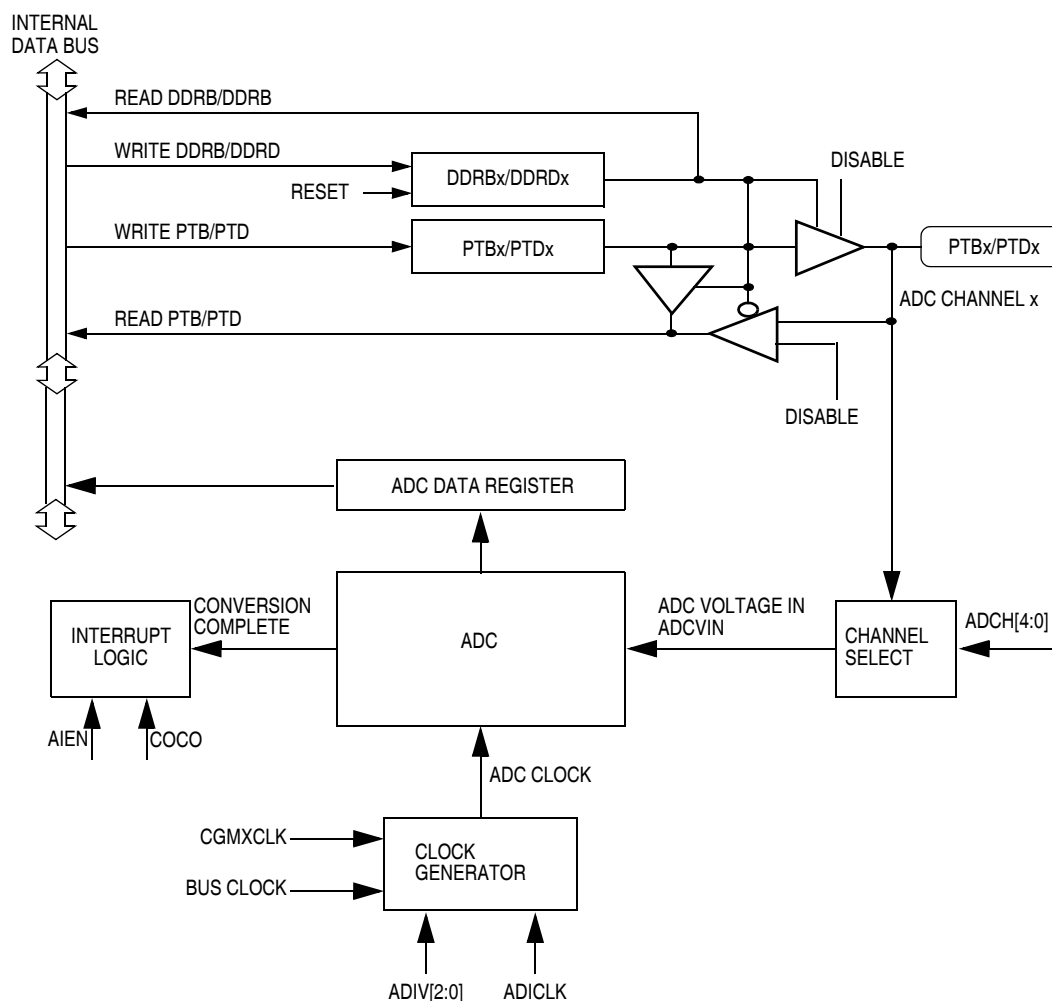 INTERNAL
DATA BUS
READ DDRB/DDRB
WRITE DDRB/DDRD
RESET
DDRBx/DDRDx
DISABLE
WRITE PTB/PTD
PTBx/PTDx
PTBx/PTDx
ADC CHANNEL x
READ PTB/PTD
DISABLE
ADC DATA REGISTER
INTERRUPT
LOGIC
CONVERSION
COMPLETE
ADC
ADC VOLTAGE IN
ADCVIN
CHANNEL
SELECT
ADCH[4:0]
AIEN
COCO
ADC CLOCK
CGMXCLK
BUS CLOCK
CLOCK
GENERATOR
ADIV[2:0]
ADICLK